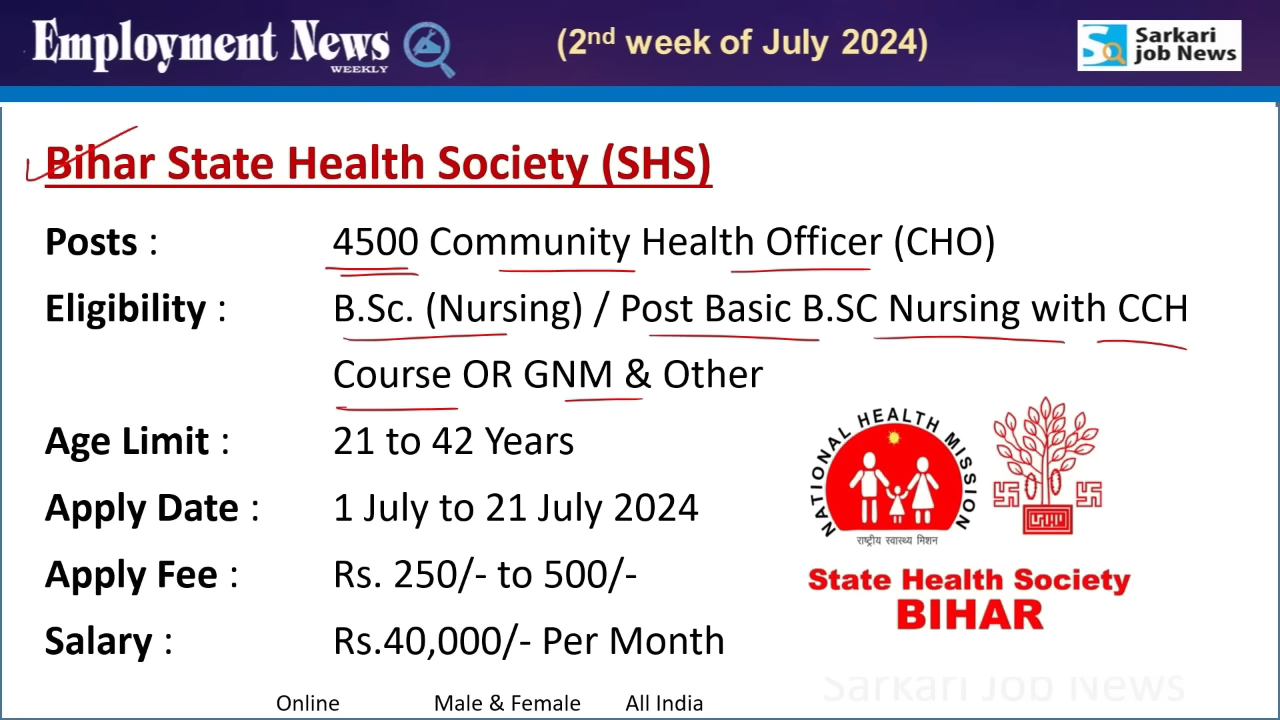 Employment News
WEEKLY
(2nd week of July 2024)
Sarkari
Job News
Bihar State Health Society (SHS)
Posts : 4500 Community Health Officer (CHO)
Eligibility : B.Sc. (Nursing) / Post Basic B.SC Nursing with CCH
Course OR GNM & Other
Age Limit : 21 to 42 Years
Apply Date : 1 July to 21 July 2024
Apply Fee : Rs. 250/- to 500/-
Salary : Rs.40,000/- Per Month
NATIONAL HEALTH MISSION
राष्ट्रीय स्वास्थ्य मिशन
State Health Society
BIHAR
Online Male & Female All India
Sarkari Job News